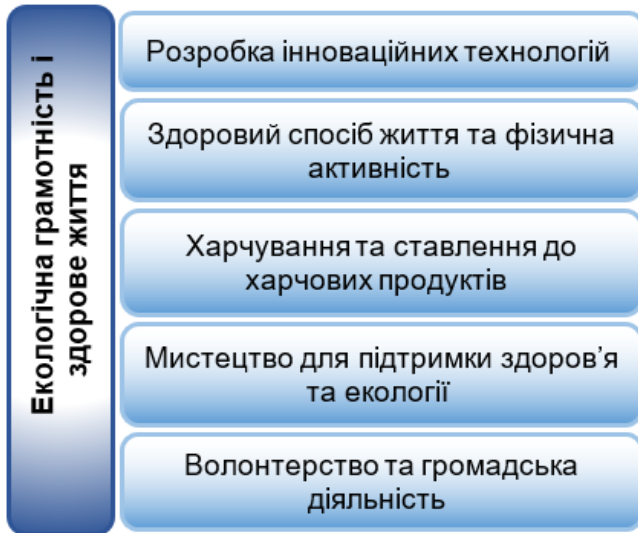 Екологічна грамотність і
здорове життя
Розробка інноваційних технологій
Здоровий спосіб життя та фізична
активність
Харчування та ставлення до
харчових продуктів
Мистецтво для підтримки здоров’я
та екології
Волонтерство та громадська
діяльність